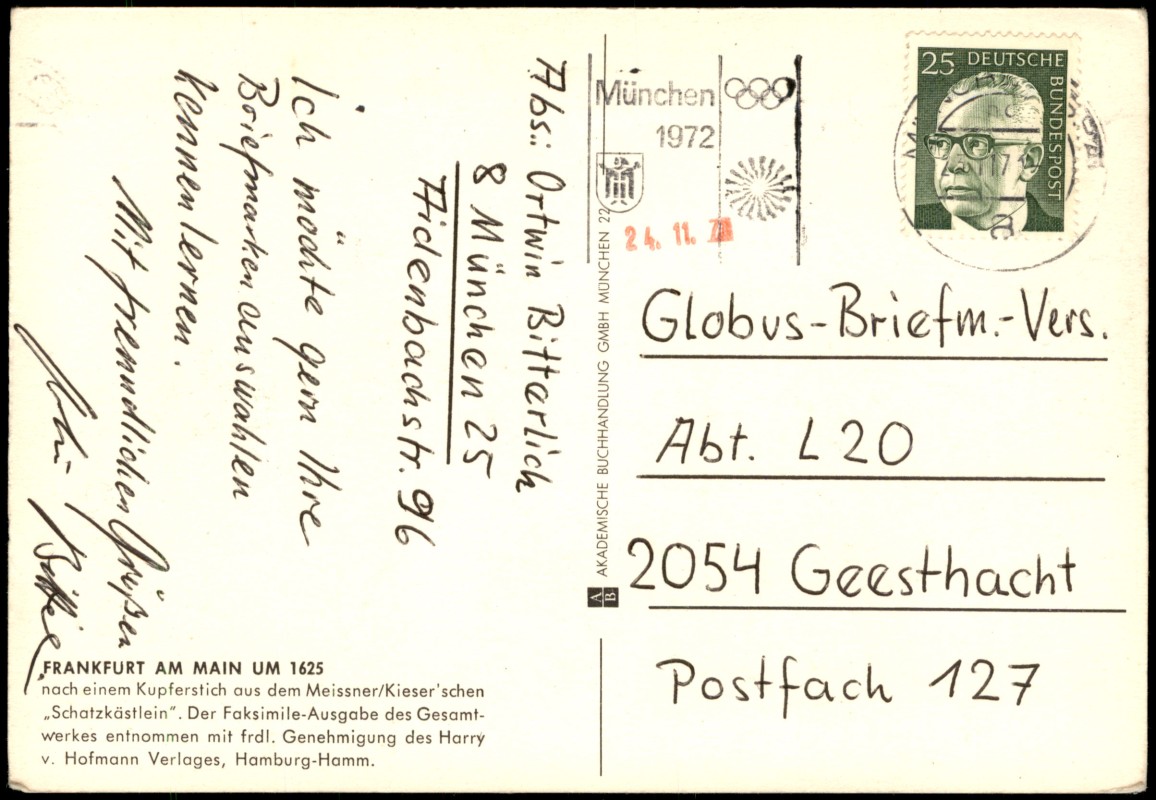 Abs.: Ortwin Bitterlich
8 München 25
Aidenbachstr. 96
Ich möchte gern Ihre
Briefmarkenauswahlen
kennenlernen.
Mit freundlichen Grüßen
FRANKFURT AM MAIN UM 1625
nach einem Kupferstich aus dem Meissner/Kieser'schen
„Schatzkästlein". Der Faksimile-Ausgabe des Gesamt-
werkes entnommen mit frdl. Genehmigung des Harry
v. Hofmann Verlages, Hamburg-Hamm.
AKADEMISCHE BUCHHANDLUNG GMBH MÜNCHEN 22
A
B
München
1972
24. 11.
25 DEUTSCHE
BUNDESPOST
Globus-Briefm.-Vers.
Abt. L20
2054 Geesthacht
Postfach 127